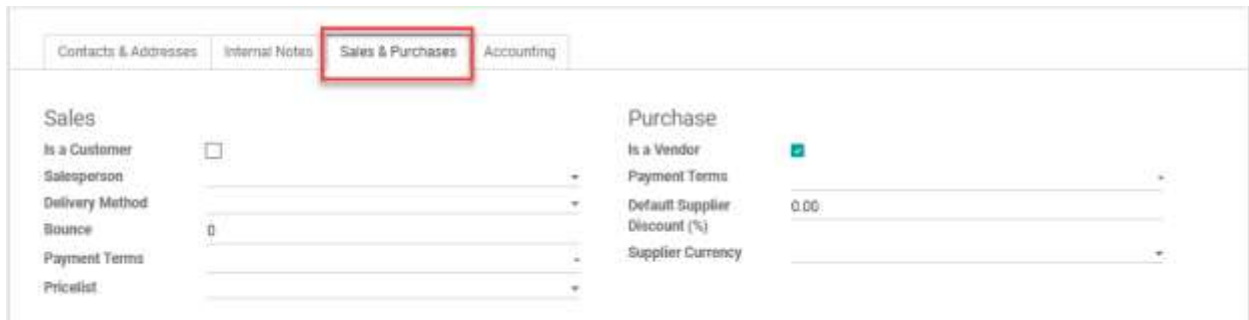 Contacts & Addresses Internal Notes Sales & Purchases Accounting
Sales
Is a Customer
Salesperson
Delivery Method
Bounce 0
Payment Terms
Pricelist
Purchase
Is a Vendor
Payment Terms
Default Supplier 0.00
Discount (%)
Supplier Currency